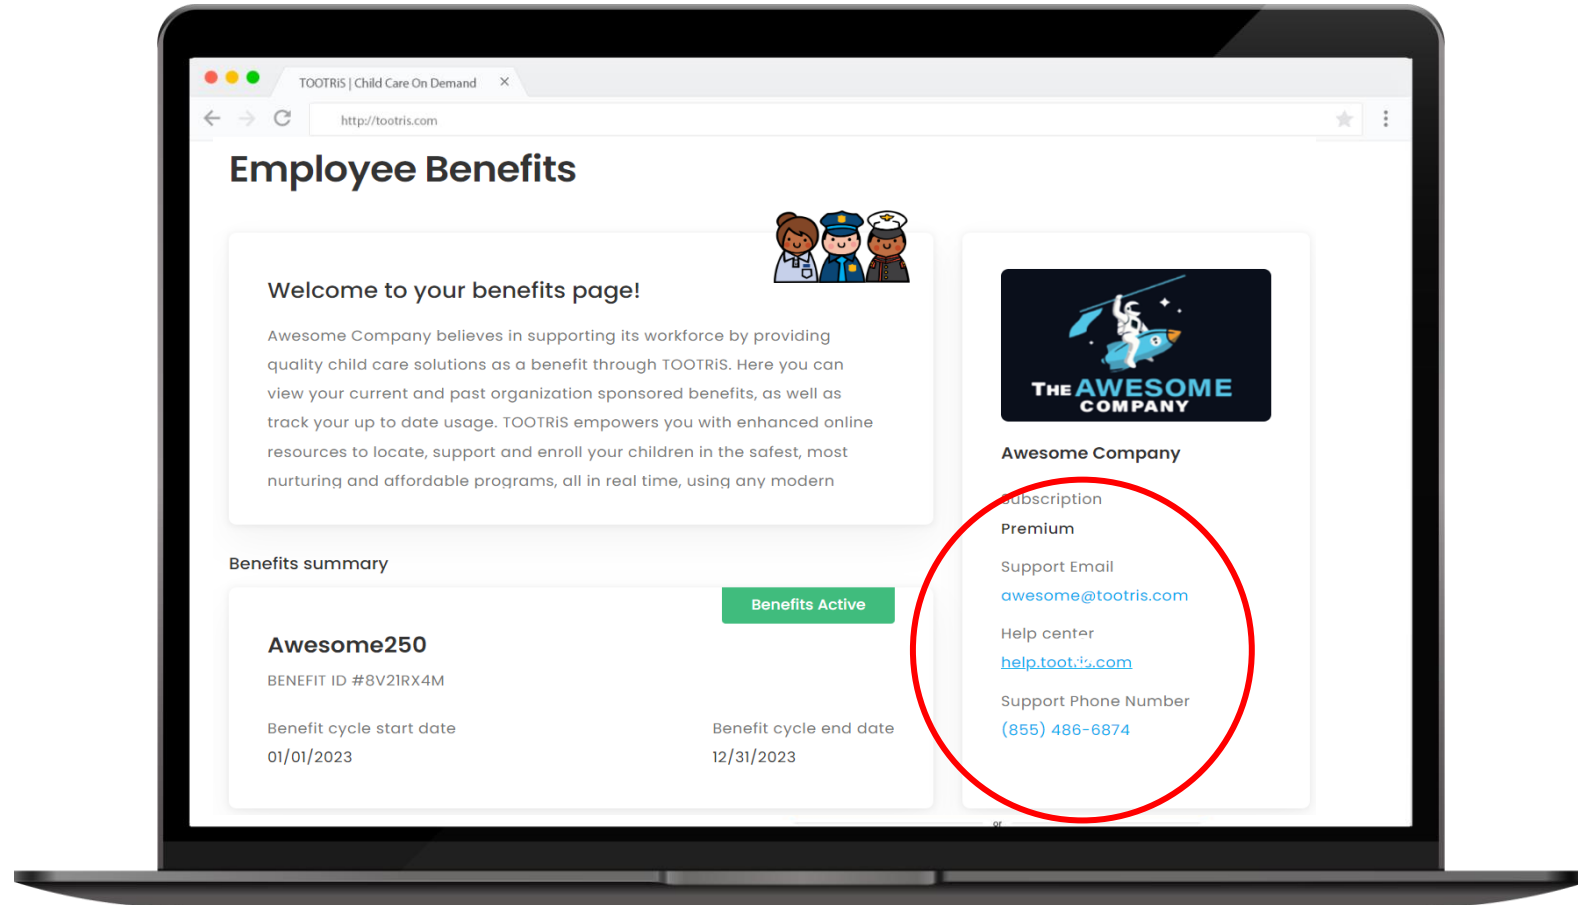 TOOTRiS | Child Care On Demand
http://tootris.com
Employee Benefits
Welcome to your benefits page!
Awesome Company believes in supporting its workforce by providing
quality child care solutions as a benefit through TOOTRiS. Here you can
view your current and past organization sponsored benefits, as well as
track your up to date usage. TOOTRiS empowers you with enhanced online
resources to locate, support and enroll your children in the safest, most
nurturing and affordable programs, all in real time, using any modern
Benefits summary
Benefits Active
Awesome250
BENEFIT ID #8V21RX4M
Benefit cycle start date
01/01/2023
Benefit cycle end date
12/31/2023
THE AWESOME
COMPANY
Awesome Company
Subscription
Premium
Support Email
awesome@tootris.com
Help center
help.tootris.com
Support Phone Number
(855) 486-6874
or